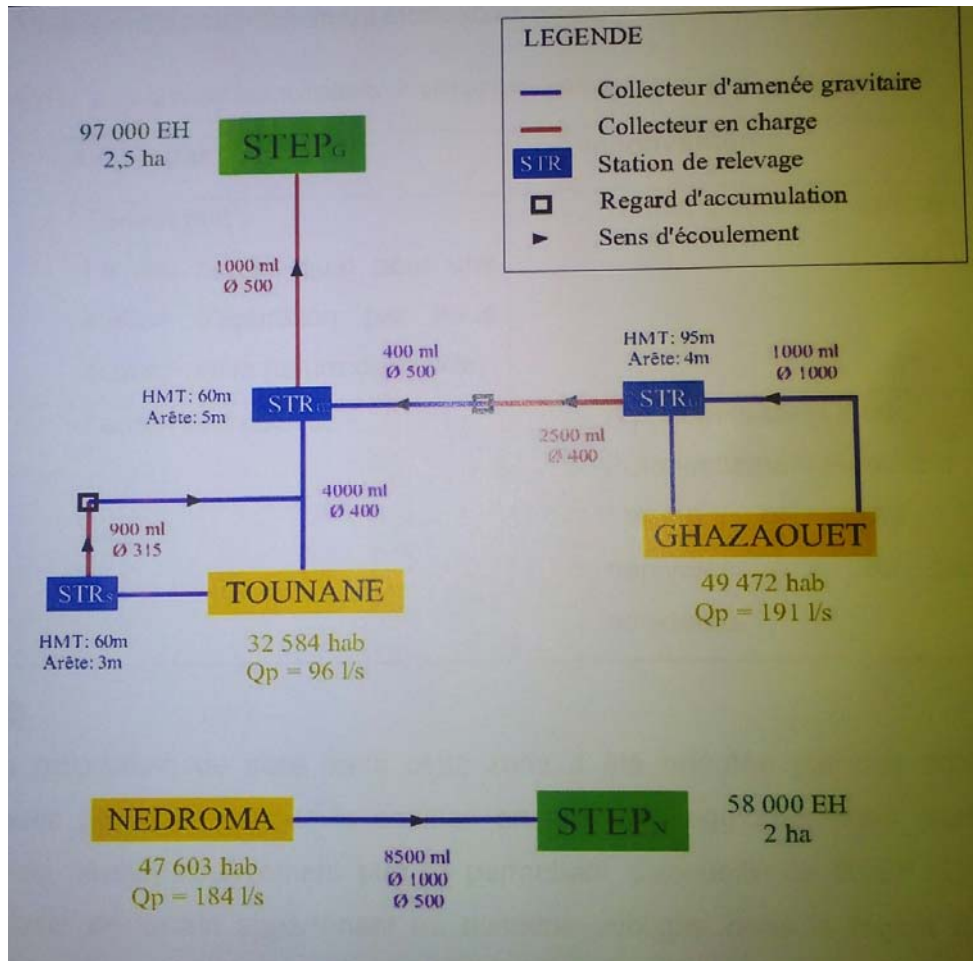 LEGENDE
Collecteur d'amenée gravitaire
Collecteur en charge
STR Station de relevage
Regard d'accumulation
Sens d'écoulement
97 000 EH
2,5 ha
STEPG
1000 ml
Ø 500
400 ml
Ø 500
HMT: 95m
Arête: 4m
1000 ml
Ø 1000
HMT: 60m
Arête: 5m
STR
STR
2500 ml
Ø 400
4000 ml
Ø 400
900 ml
Ø 315
GHAZAOUET
49 472 hab
Qp = 191 l/s
STRS
TOUNANE
HMT: 60m
Arête: 3m
32 584 hab
Qp = 96 l/s
NEDROMA
STEPN
58 000 EH
2 ha
47 603 hab
Qp = 184 l/s
8500 ml
Ø 1000
Ø 500